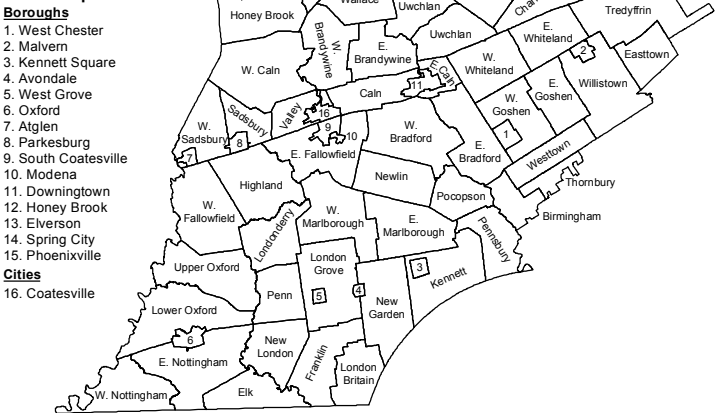 Boroughs
1. West Chester
2. Malvern
3. Kennett Square
4. Avondale
5. West Grove
6. Oxford
7. Atglen
8. Parkesburg
9. South Coatesville
10. Modena
11. Downingtown
12. Honey Brook
13. Elverson
14. Spring City
15. Phoenixville
Cities
16. Coatesville
Wallace
Uwchlan
Tredyffrin
Honey Brook
W.
Brandywine
E.
Brandywine
Uwchlan
E.
Whiteland
2
Easttown
W.
Whiteland
Willistown
W. Caln
E. Caln
11
Caln
E.
Goshen
W.
Goshen
1
Sadsbury
Valley
16
W.
Sadsbury
7
8
9
10
W.
Bradford
E.
Bradford
Westtown
E. Fallowfield
Newlin
Thornbury
Highland
Pocopson
Birmingham
W.
Fallowfield
Londonderry
W.
Marlborough
E.
Marlborough
Pennsbury
Upper Oxford
London
Grove
3
Kennett
Penn
5
4
New
Garden
Lower Oxford
6
New
London
E. Nottingham
Franklin
London
Britain
W. Nottingham
Elk